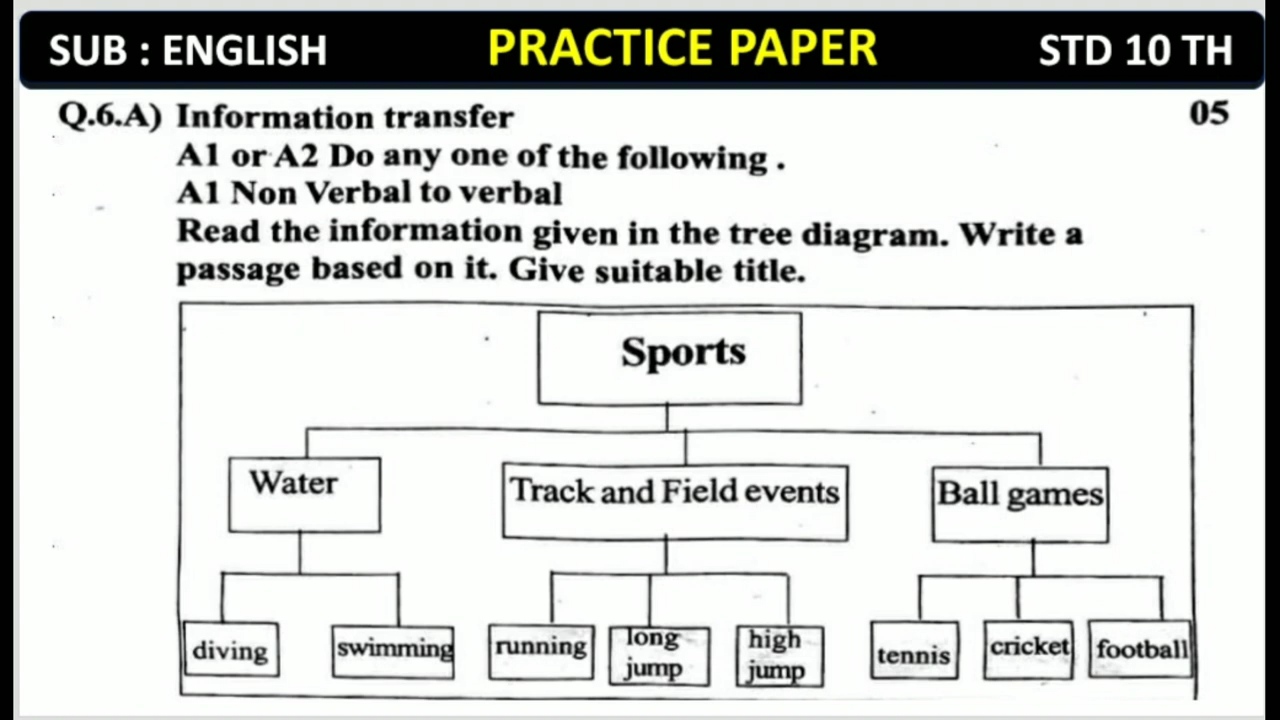 SUB : ENGLISH PRACTICE PAPER STD 10 TH
Q.6.A) Information transfer 05
A1 or A2 Do any one of the following .
A1 Non Verbal to verbal
Read the information given in the tree diagram. Write a
passage based on it. Give suitable title.
Sports
Water Track and Field events Ball games
diving swimming running long jump high jump tennis cricket football